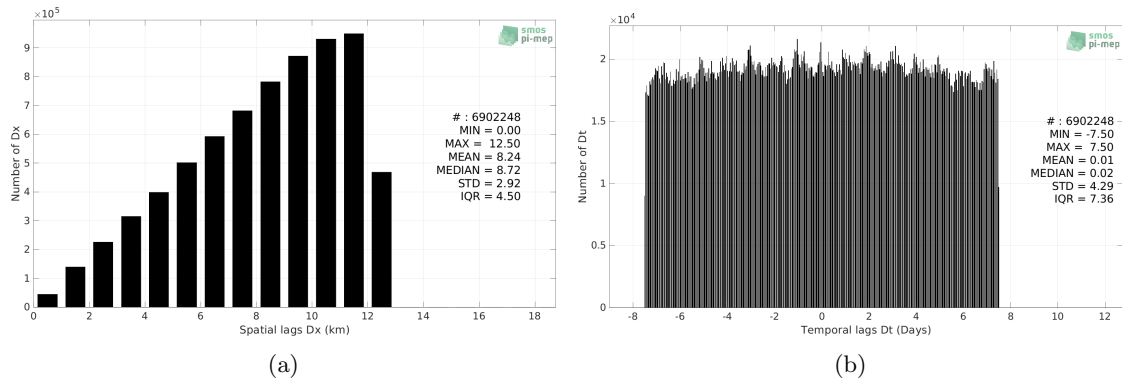 ×10⁵
9
8
7
6
5
4
3
2
1
0
Number of Dx
0 2 4 6 8 10 12 14 16 18
Spatial lags Dx (km)
smos
pi-mep
# : 6902248
MIN = 0.00
MAX = 12.50
MEAN = 8.24
MEDIAN = 8.72
STD = 2.92
IQR = 4.50
(a)
×10⁴
2
1.5
1
0.5
0
Number of Dt
-8 -6 -4 -2 0 2 4 6 8 10 12
Temporal lags Dt (Days)
smos
pi-mep
# : 6902248
MIN = -7.50
MAX = 7.50
MEAN = 0.01
MEDIAN = 0.02
STD = 4.29
IQR = 7.36
(b)